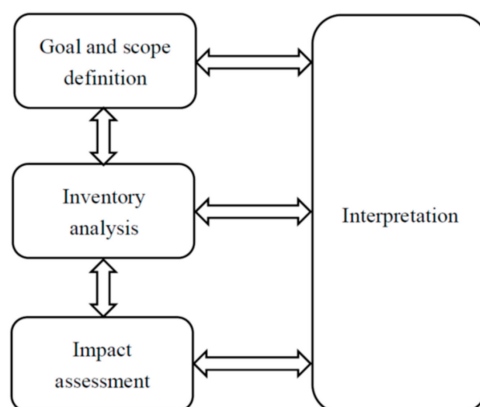 Goal and scope
definition
Inventory
analysis
Interpretation
Impact
assessment